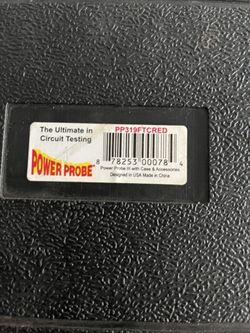 The Ultimate in
Circuit Testing
POWER PROBE
PP319FTCRED
8 78253 00078 4
Power Probe III with Case & Accessories
Designed in USA Made in China